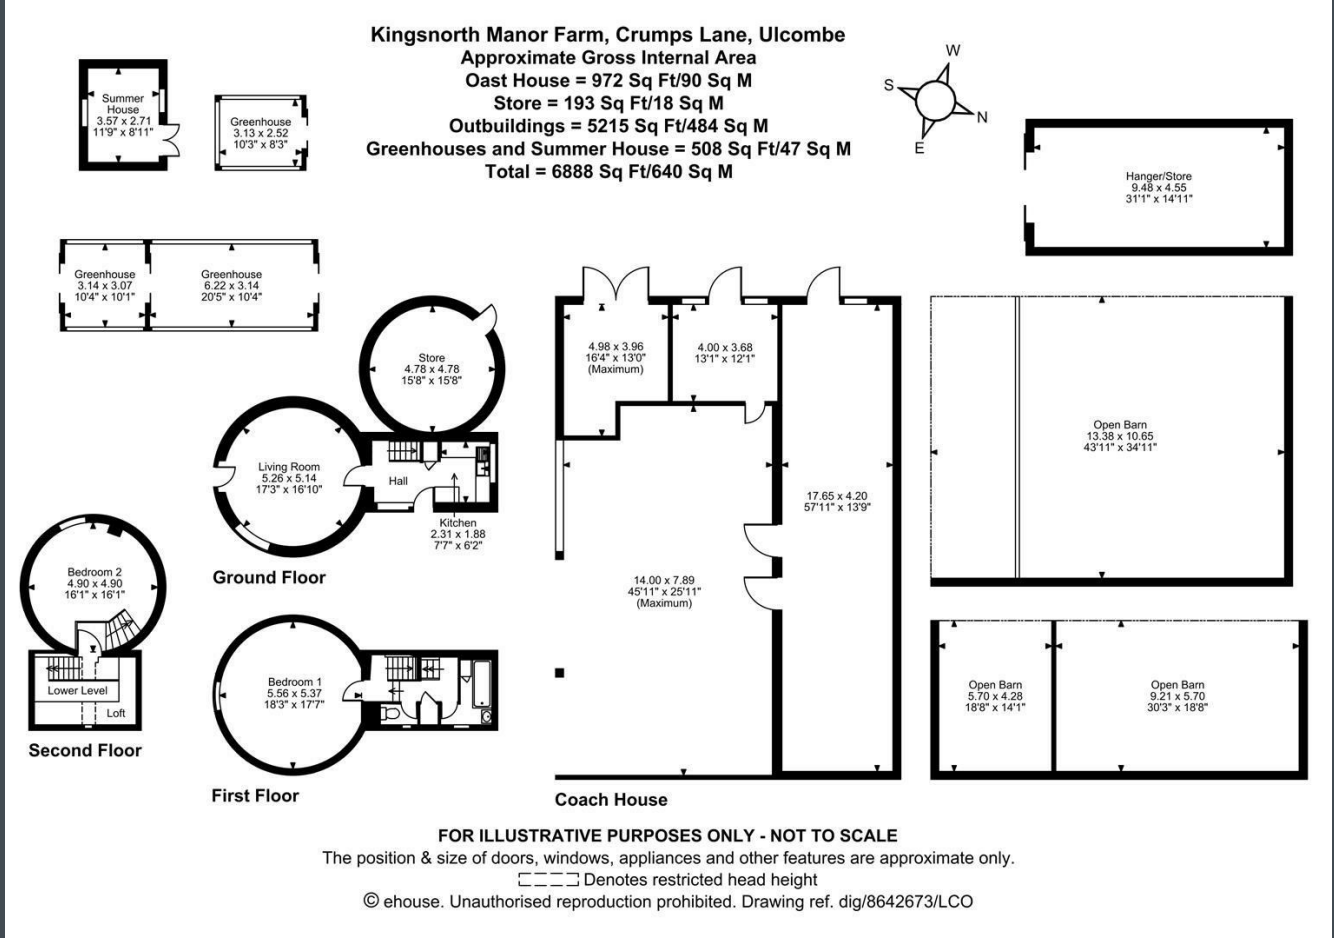 Kingsnorth Manor Farm, Crumps Lane, Ulcombe
Approximate Gross Internal Area
Oast House = 972 Sq Ft/90 Sq M
Store = 193 Sq Ft/18 Sq M
Outbuildings = 5215 Sq Ft/484 Sq M
Greenhouses and Summer House = 508 Sq Ft/47 Sq M
Total = 6888 Sq Ft/640 Sq M
W
S
N
E
Summer
House
3.57 x 2.71
11'9" x 8'11"
Greenhouse
3.13 x 2.52
10'3" x 8'3"
Hanger/Store
9.48 x 4.55
31'1" x 14'11"
Greenhouse
3.14 x 3.07
10'4" x 10'1"
Greenhouse
6.22 x 3.14
20'5" x 10'4"
Store
4.78 x 4.78
15'8" x 15'8"
4.98 x 3.96
16'4" x 13'0"
(Maximum)
4.00 x 3.68
13'1" x 12'1"
Open Barn
13.38 x 10.65
43'11" x 34'11"
Living Room
5.26 x 5.14
17'3" x 16'10"
Hall
Kitchen
2.31 x 1.88
7'7" x 6'2"
17.65 x 4.20
57'11" x 13'9"
Ground Floor
Bedroom 2
4.90 x 4.90
16'1" x 16'1"
14.00 x 7.89
45'11" x 25'11"
(Maximum)
Lower Level
Loft
Second Floor
Bedroom 1
5.56 x 5.37
18'3" x 17'7"
First Floor
Open Barn
5.70 x 4.28
18'8" x 14'1"
Open Barn
9.21 x 5.70
30'3" x 18'8"
Coach House
FOR ILLUSTRATIVE PURPOSES ONLY - NOT TO SCALE
The position & size of doors, windows, appliances and other features are approximate only.
Denotes restricted head height
© ehouse. Unauthorised reproduction prohibited. Drawing ref. dig/8642673/LCO